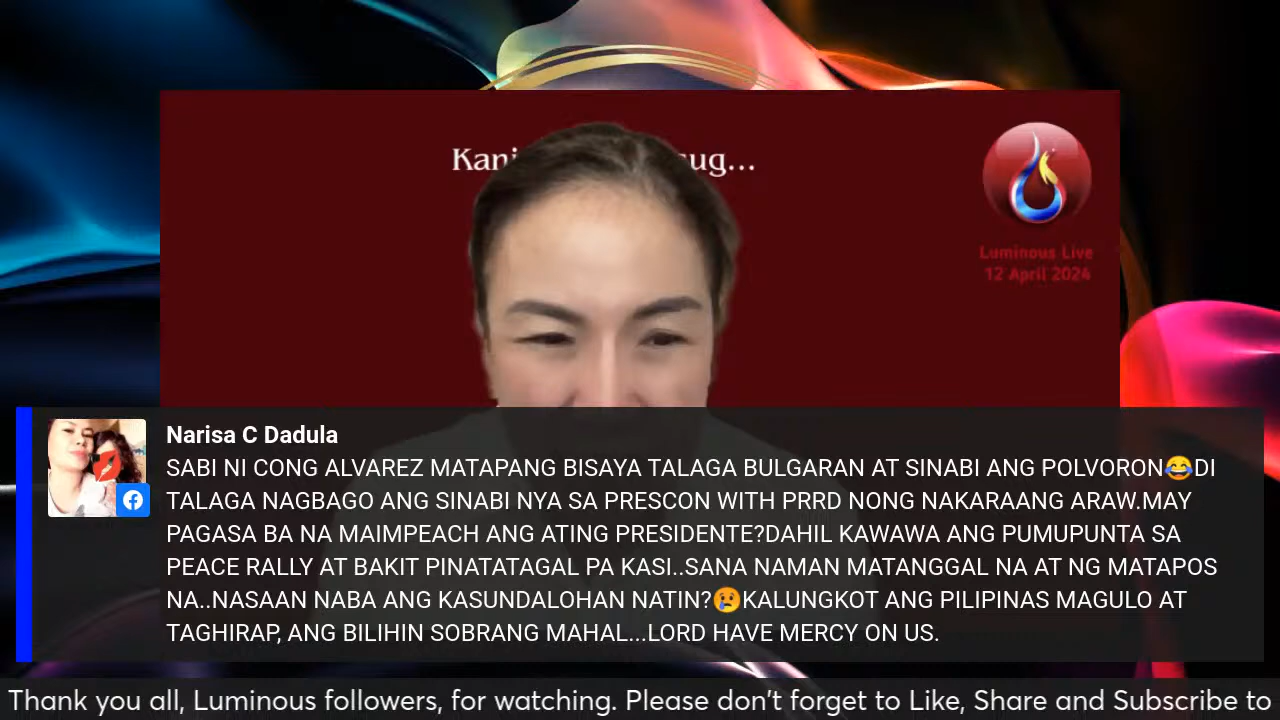 Kani
ug...
Luminous Live
12 April 2024
Narisa C Dadula
SABI NI CONG ALVAREZ MATAPANG BISAYA TALAGA BULGARAN AT SINABI ANG POLVORON😂DI
TALAGA NAGBAGO ANG SINABI NYA SA PRESCON WITH PRRD NONG NAKARAANG ARAW.MAY
PAGASA BA NA MAIMPEACH ANG ATING PRESIDENTE?DAHIL KAWAWA ANG PUMUPUNTA SA
PEACE RALLY AT BAKIT PINATATAGAL PA KASI..SANA NAMAN MATANGGAL NA AT NG MATAPOS
NA..NASAAN NABA ANG KASUNDALOHAN NATIN?😢KALUNGKOT ANG PILIPINAS MAGULO AT
TAGHIRAP, ANG BILIHIN SOBRANG MAHAL...LORD HAVE MERCY ON US.
Thank you all, Luminous followers, for watching. Please don't forget to Like, Share and Subscribe to